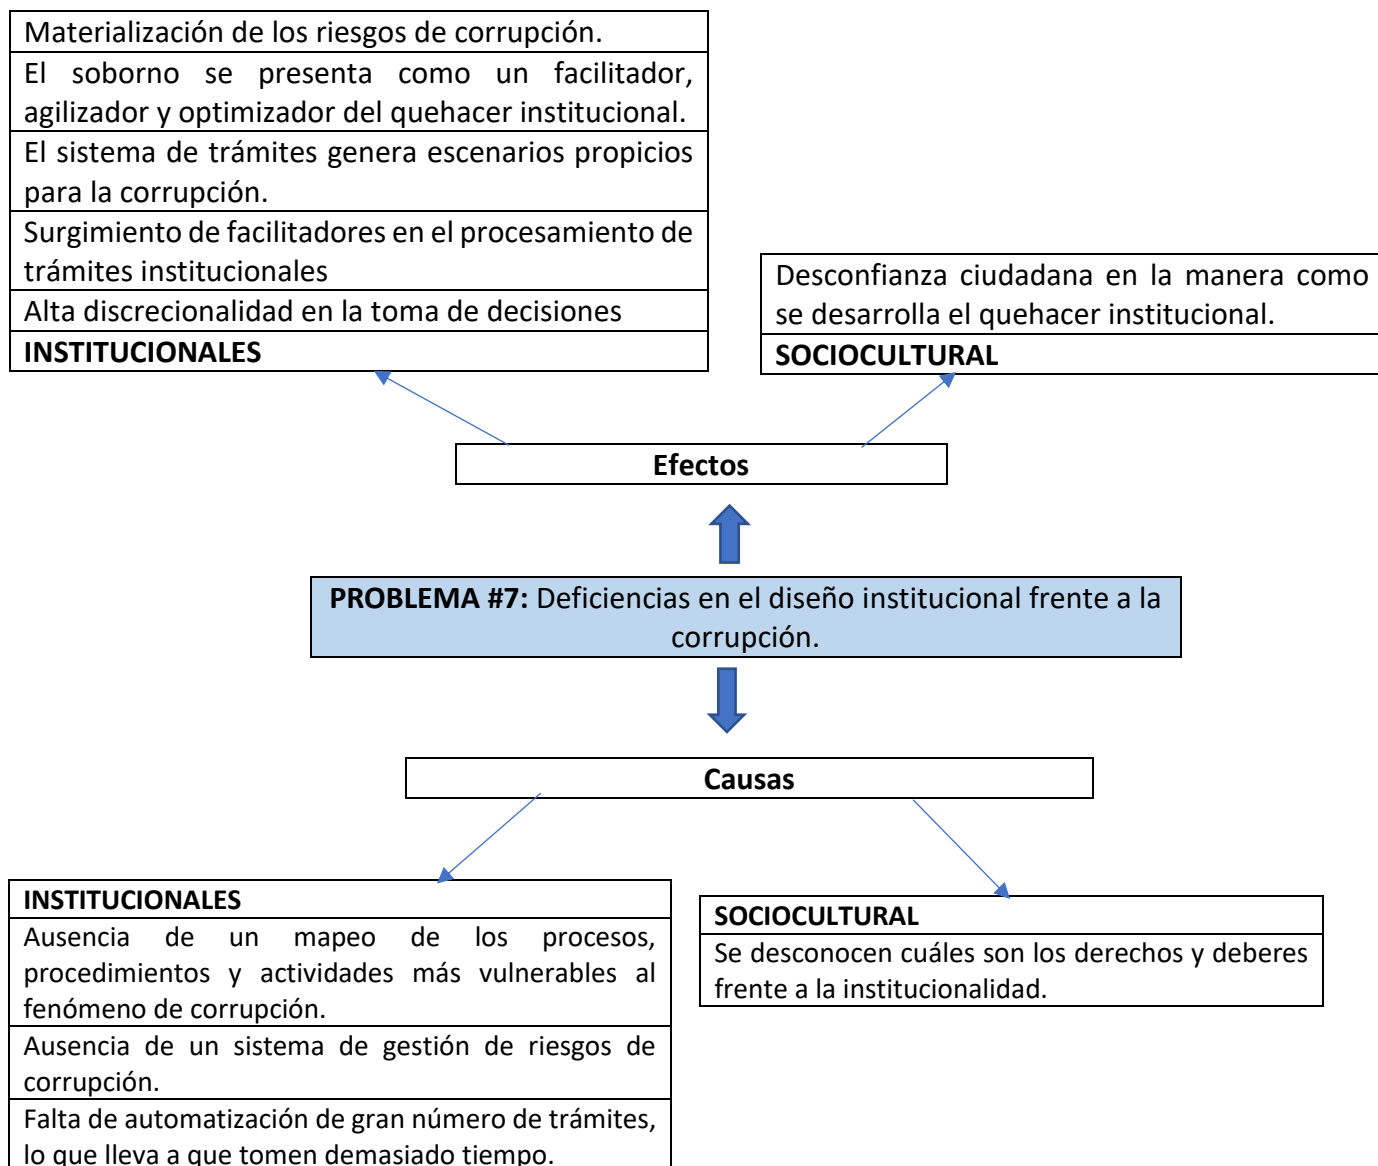 Materialización de los riesgos de corrupción.
El soborno se presenta como un facilitador,
agilizador y optimizador del quehacer institucional.
El sistema de trámites genera escenarios propicios
para la corrupción.
Surgimiento de facilitadores en el procesamiento de
trámites institucionales
Alta discrecionalidad en la toma de decisiones
INSTITUCIONALES
Desconfianza ciudadana en la manera como
se desarrolla el quehacer institucional.
SOCIOCULTURAL
Efectos
PROBLEMA #7: Deficiencias en el diseño institucional frente a la
corrupción.
Causas
INSTITUCIONALES
Ausencia de un mapeo de los procesos,
procedimientos y actividades más vulnerables al
fenómeno de corrupción.
Ausencia de un sistema de gestión de riesgos de
corrupción.
Falta de automatización de gran número de trámites,
lo que lleva a que tomen demasiado tiempo.
SOCIOCULTURAL
Se desconocen cuáles son los derechos y deberes
frente a la institucionalidad.